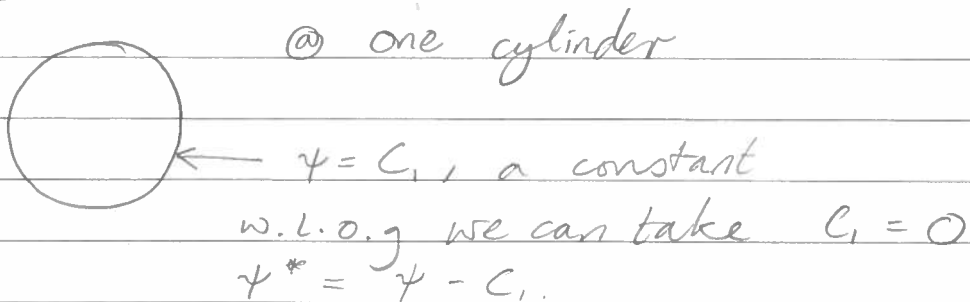 @ one cylinder
ψ = C₁, a constant
w.l.o.g we can take C₁ = 0
ψ* = ψ - C₁.